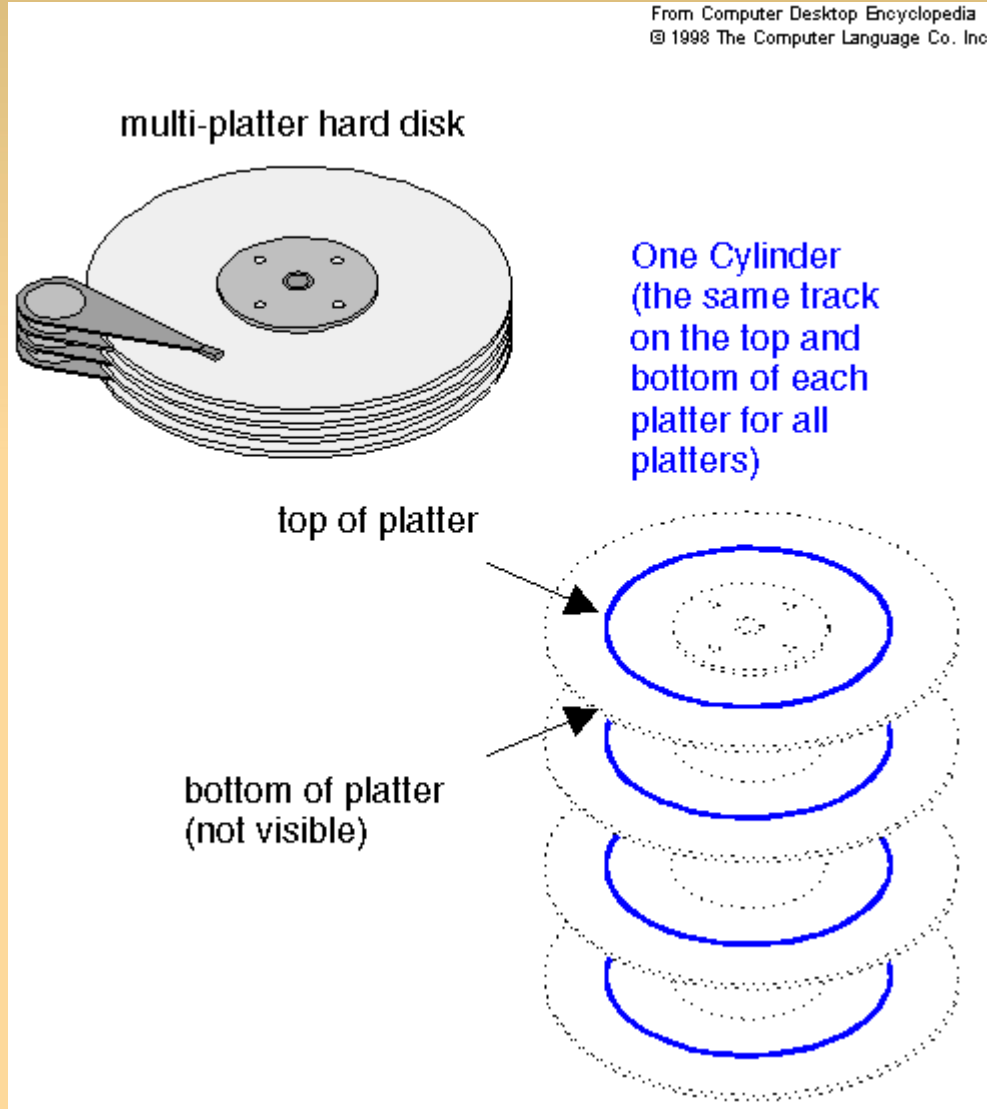 From Computer Desktop Encyclopedia
© 1998 The Computer Language Co. Inc
multi-platter hard disk
One Cylinder
(the same track
on the top and
bottom of each
platter for all
platters)
top of platter
bottom of platter
(not visible)